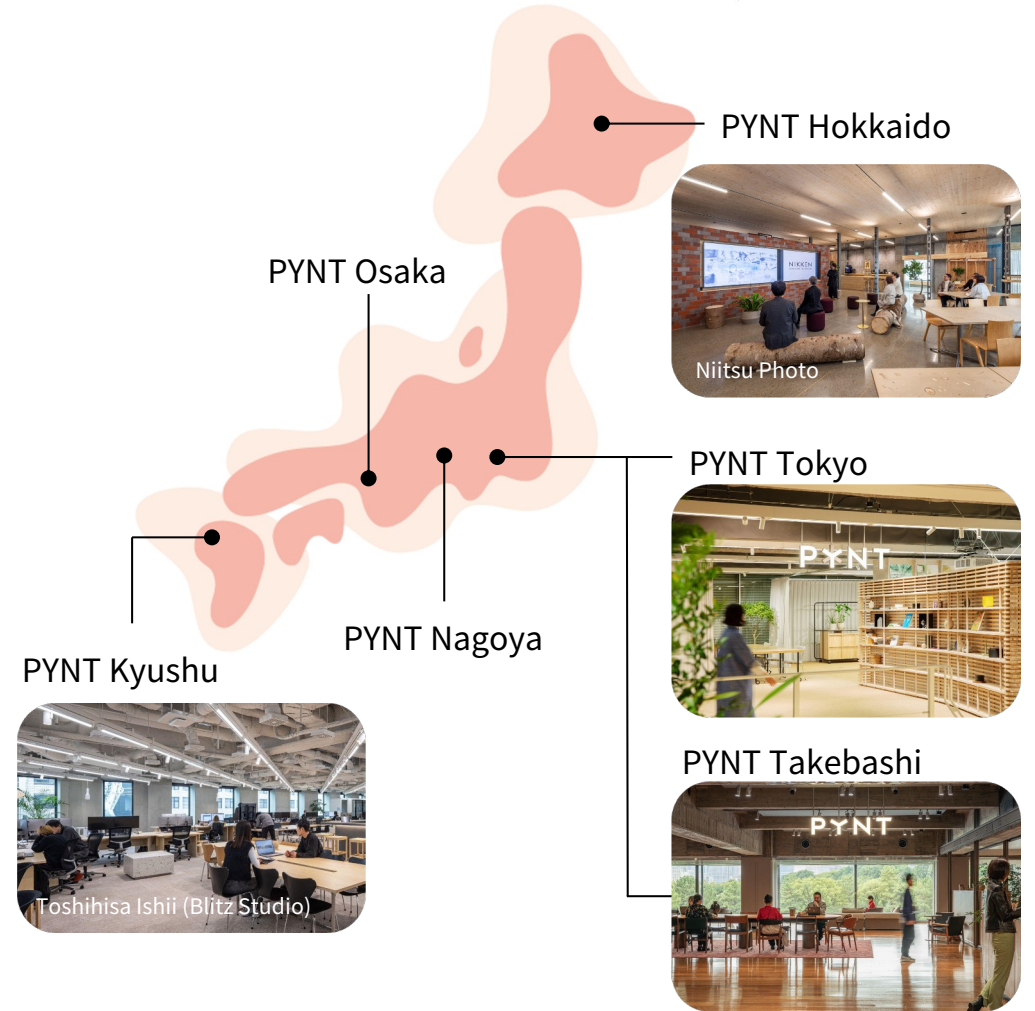 PYNT Hokkaido
NIKKEN
Niitsu Photo
PYNT Osaka
PYNT Tokyo
PYNT
PYNT Nagoya
PYNT Kyushu
Toshihisa Ishii (Blitz Studio)
PYNT Takebashi
PYNT